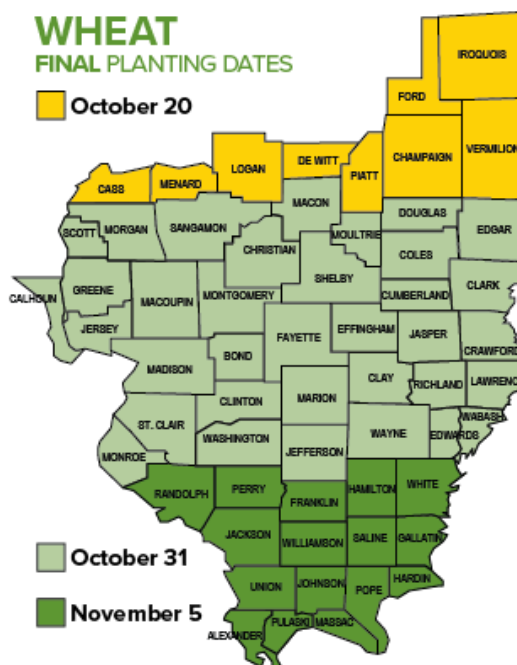 WHEAT
FINAL PLANTING DATES
October 20
IROQUOIS
FORD
VERMILION
CHAMPAIGN
DE WITT
LOGAN
PIATT
MENARD
CASS
MACON
DOUGLAS
EDGAR
SCOTT
MORGAN
SANGAMON
MOULTRIE
CHRISTIAN
COLES
SHELBY
CLARK
GREENE
CALHOUN
MACOUPIN
MONTGOMERY
CUMBERLAND
JERSEY
FAYETTE
EFFINGHAM
JASPER
CRAWFORD
BOND
MADISON
CLAY
RICHLAND
LAWRENC
CLINTON
MARION
WABASH
ST. CLAIR
WASHINGTON
WAYNE
EDWARDS
JEFFERSON
MONROE
RANDOLPH
PERRY
HAMILTON
WHITE
FRANKLIN
JACKSON
WILLIAMSON
SALINE
GALLATIN
October 31
UNION
JOHNSON
POPE
HARDIN
November 5
PULASKI
MASSAC
ALEXANDER